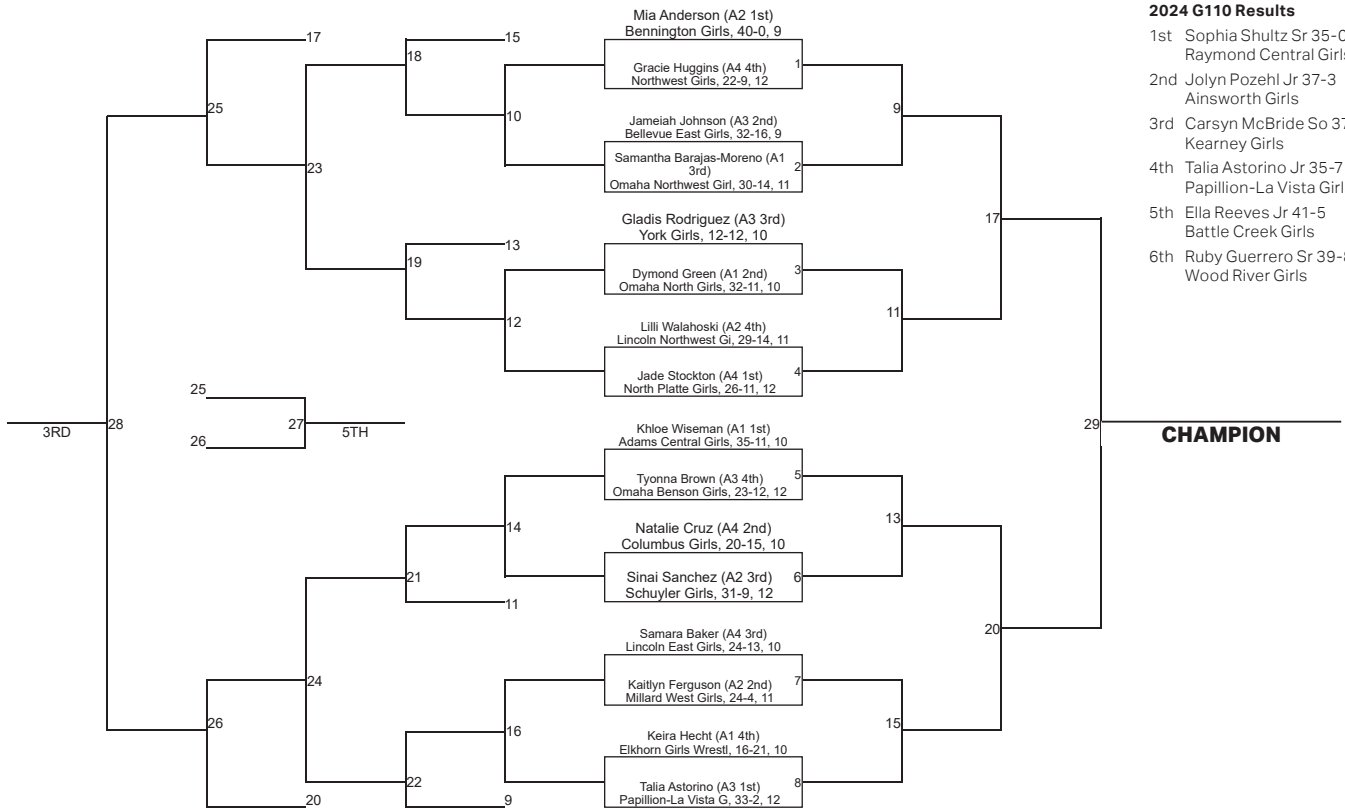 Mia Anderson (A2 1st)
Bennington Girls, 40-0, 9
Gracie Huggins (A4 4th)
Northwest Girls, 22-9, 12
1
Jameiah Johnson (A3 2nd)
Bellevue East Girls, 32-16, 9
Samantha Barajas-Moreno (A1
3rd)
Omaha Northwest Girl, 30-14, 11
2
Gladis Rodriguez (A3 3rd)
York Girls, 12-12, 10
Dymond Green (A1 2nd)
Omaha North Girls, 32-11, 10
3
Lilli Walahoski (A2 4th)
Lincoln Northwest Gi, 29-14, 11
Jade Stockton (A4 1st)
North Platte Girls, 26-11, 12
4
Khloe Wiseman (A1 1st)
Adams Central Girls, 35-11, 10
Tyonna Brown (A3 4th)
Omaha Benson Girls, 23-12, 12
5
Natalie Cruz (A4 2nd)
Columbus Girls, 20-15, 10
Sinai Sanchez (A2 3rd)
Schuyler Girls, 31-9, 12
6
Samara Baker (A4 3rd)
Lincoln East Girls, 24-13, 10
Kaitlyn Ferguson (A2 2nd)
Millard West Girls, 24-4, 11
7
Keira Hecht (A1 4th)
Elkhorn Girls Wrestl, 16-21, 10
Talia Astorino (A3 1st)
Papillion-La Vista G, 33-2, 12
8
9
11
13
15
17
20
29
CHAMPION
17
15
18
25
10
23
13
19
12
25
28
27
3RD
5TH
26
14
21
11
24
26
16
22
20
9
2024 G110 Results
1st Sophia Shultz Sr 35-0
Raymond Central Girls
2nd Jolyn Pozehl Jr 37-3
Ainsworth Girls
3rd Carsyn McBride So 37
Kearney Girls
4th Talia Astorino Jr 35-7
Papillion-La Vista Girl
5th Ella Reeves Jr 41-5
Battle Creek Girls
6th Ruby Guerrero Sr 39-8
Wood River Girls